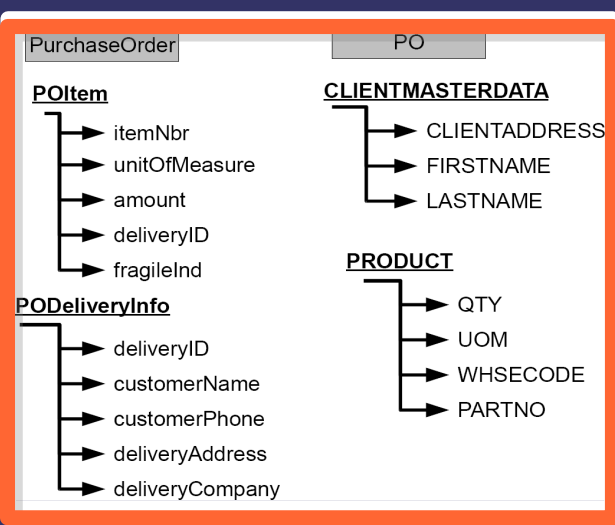 PurchaseOrder
POItem
itemNbr
unitOfMeasure
amount
deliveryID
fragileInd
PODeliveryInfo
deliveryID
customerName
customerPhone
deliveryAddress
deliveryCompany
PO
CLIENTMASTERDATA
CLIENTADDRESS
FIRSTNAME
LASTNAME
PRODUCT
QTY
UOM
WHSECODE
PARTNO